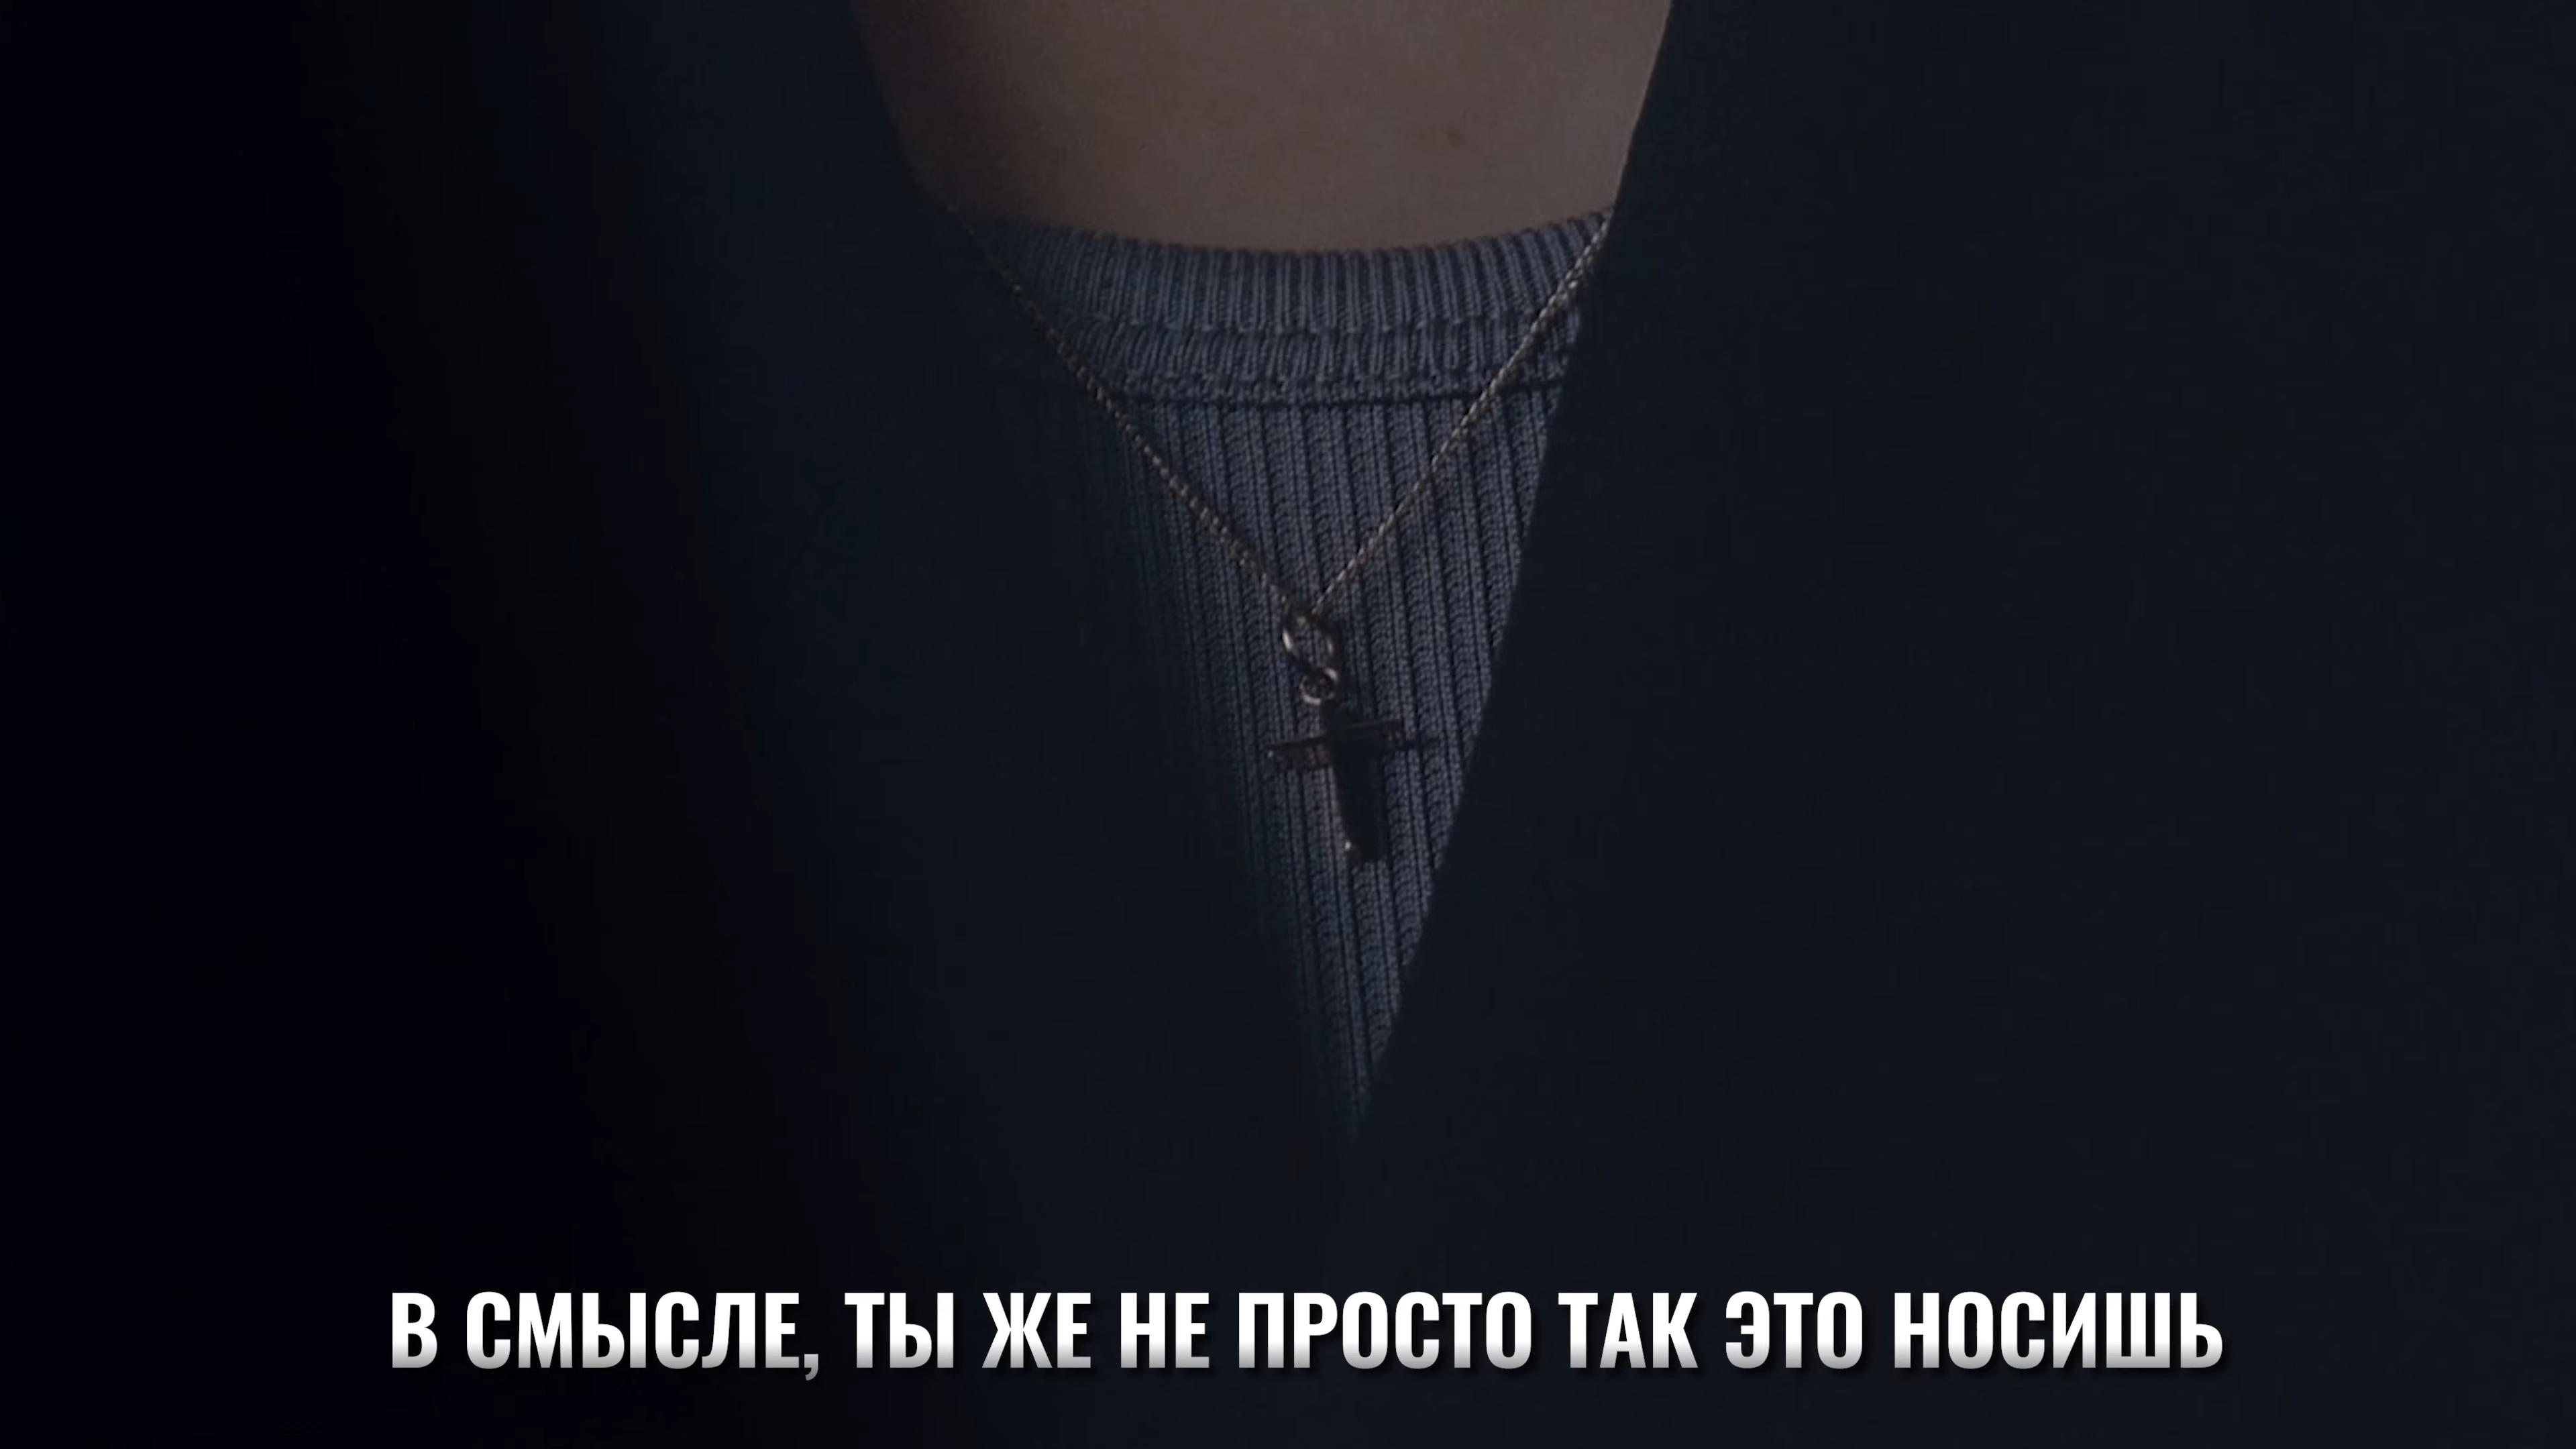 В СМЫСЛЕ, ТЫ ЖЕ НЕ ПРОСТО ТАК ЭТО НОСИШЬ